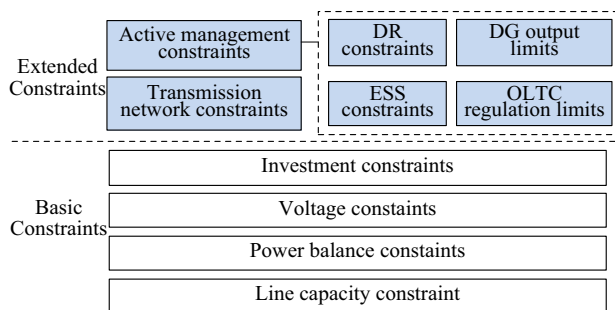 Extended
Constraints
Active management
constraints
Transmission
network constraints
DR
constraints
DG output
limits
ESS
constraints
OLTC
regulation limits
Basic
Constraints
Investment constraints
Voltage constaints
Power balance constaints
Line capacity constraint